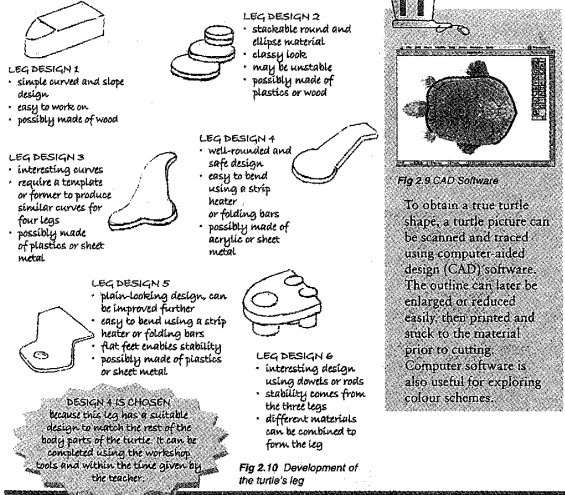 LEG DESIGN 1
• simple curved and slope
design
• easy to work on
• possibly made of wood
LEG DESIGN 2
• stackable round and
ellipse material
• classy look
• may be unstable
• possibly made of
plastics or wood
LEG DESIGN 3
• interesting curves
• require a template
or former to produce
similar curves for
four legs
• possibly made
of plastics or sheet
metal
LEG DESIGN 4
• well-rounded and
safe design
• easy to bend
using a strip
heater
or folding bars
• possibly made of
acrylic or sheet
metal
LEG DESIGN 5
• plain-looking design, can
be improved further
• easy to bend using a strip
• heater or folding bars
• flat feet enables stability
• possibly made of plastics
or sheet metal
LEG DESIGN 6
• interesting design
using dowels or rods
• stability comes from
the three legs
• different materials
can be combined to
form the leg
DESIGN 4 IS CHOSEN
because this leg has a suitable
design to match the rest of the
body parts of the turtle. It can be
completed using the workshop
tools and within the time given by
the teacher.
Fig 2.10 Development of
the turtle's leg
Fig 2.9 CAD Software
To obtain a true turtle
shape, a turtle picture can
be scanned and traced
using computer-aided
design (CAD) software.
The outline can later be
enlarged or reduced
easily, then printed and
stuck to the material
prior to cutting.
Computer software is
also useful for exploring
colour schemes.